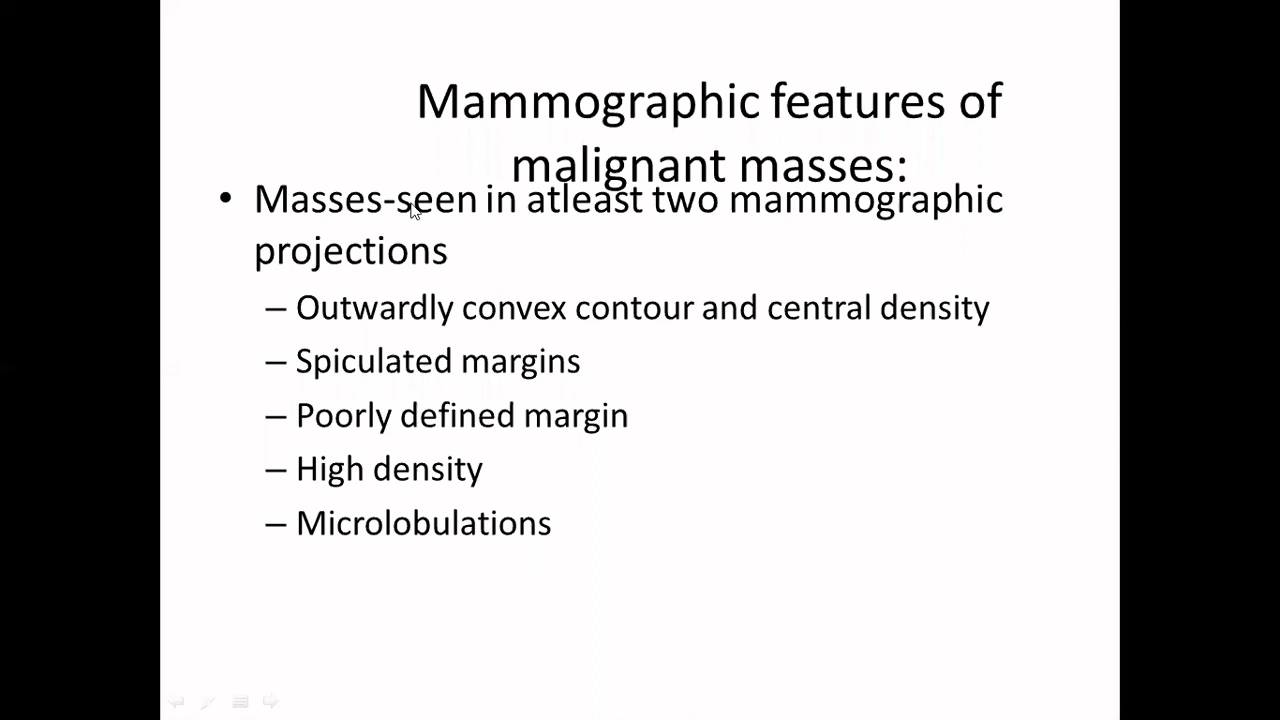 Mammographic features of
malignant masses:
• Masses-seen in atleast two mammographic
projections
– Outwardly convex contour and central density
– Spiculated margins
– Poorly defined margin
– High density
– Microlobulations